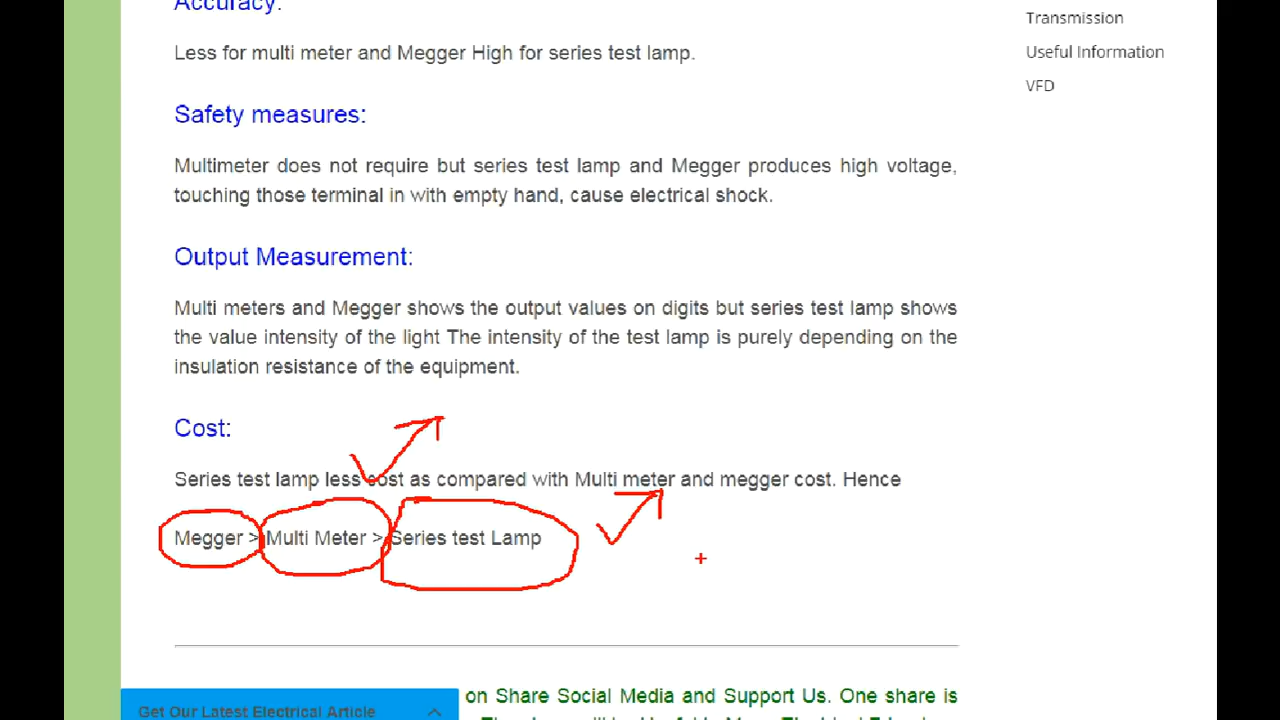 Accuracy:
Less for multi meter and Megger High for series test lamp.
Safety measures:
Multimeter does not require but series test lamp and Megger produces high voltage,
touching those terminal in with empty hand, cause electrical shock.
Output Measurement:
Multi meters and Megger shows the output values on digits but series test lamp shows
the value intensity of the light The intensity of the test lamp is purely depending on the
insulation resistance of the equipment.
Cost:
Series test lamp less cost as compared with Multi meter and megger cost. Hence
Megger > Multi Meter > Series test Lamp
on Share Social Media and Support Us. One share is
Get Our Latest Electrical Article
Transmission
Useful Information
VFD